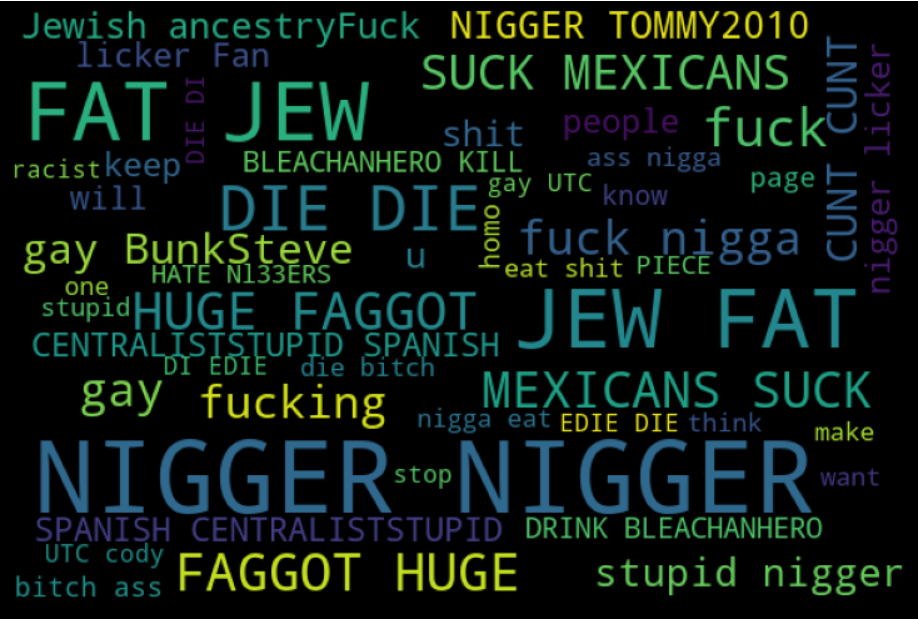 Jewish ancestryFuck NIGGER TOMMY2010
licker Fan SUCK MEXICANS
FAT JEW DIE DI shit people fuck CUNT CUNT nigger licker
racist keep BLEACHANHERO KILL ass nigga page
will DIE DIE gay UTC know
gay BunkSteve u homo fuck nigga
HATE Nl33ERS eat shit PIECE
one
stupid HUGE FAGGOT JEW FAT
CENTRALISTSTUPID SPANISH
DI EDIE die bitch
gay fucking MEXICANS SUCK
nigga eat EDIE DIE think make
NIGGER stop NIGGER want
SPANISH CENTRALISTSTUPID DRINK BLEACHANHERO
UTC cody
bitch ass FAGGOT HUGE stupid nigger